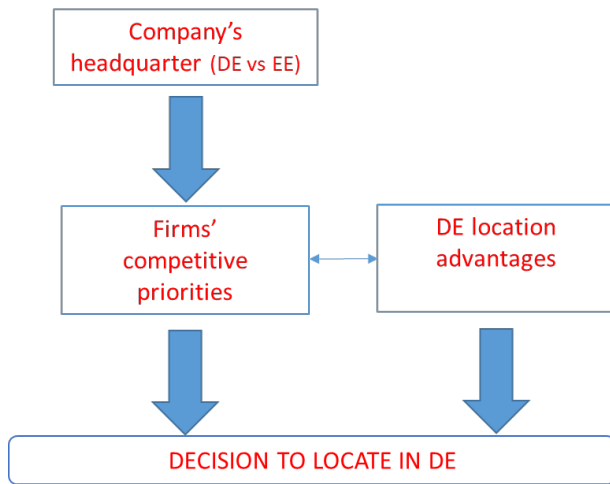 Company's
headquarter (DE vs EE)
Firms'
competitive
priorities
DE location
advantages
DECISION TO LOCATE IN DE